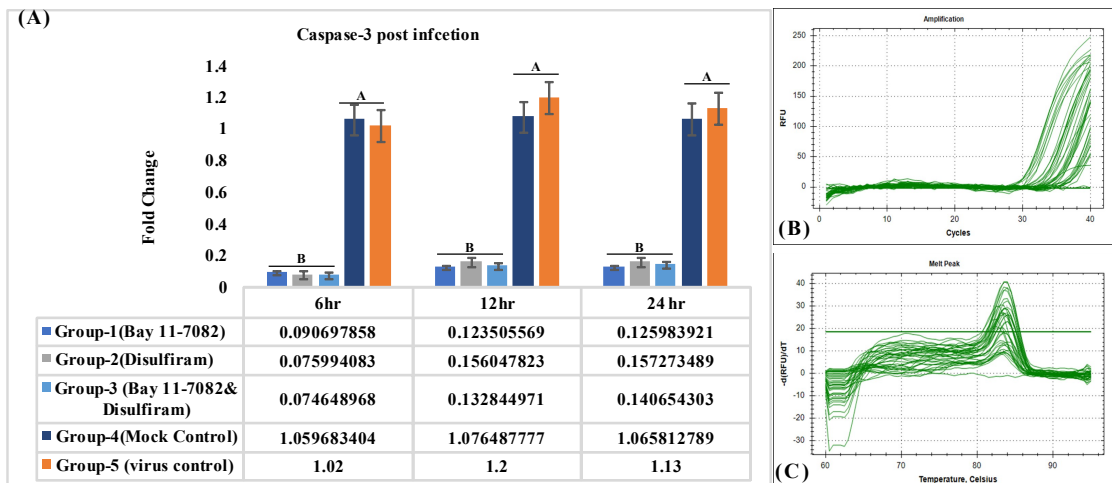 (A)
Caspase-3 post infcetion
Fold Change
1.4
1.2
1
0.8
0.6
0.4
0.2
0
B
A
B
A
B
A
6hr 12hr 24 hr
Group-1(Bay 11-7082) 0.090697858 0.123505569 0.125983921
Group-2(Disulfiram) 0.075994083 0.156047823 0.157273489
Group-3 (Bay 11-7082&
Disulfiram) 0.074648968 0.132844971 0.140654303
Group-4(Mock Control) 1.059683404 1.076487777 1.065812789
Group-5 (virus control) 1.02 1.2 1.13
Amplification
RFU
250
200
150
100
50
0
0 10 20 30 40
Cycles
(B)
Melt Peak
-d(RFU)/dT
40
30
20
10
0
-10
-20
-30
60 70 80 90
Temperature, Celsius
(C)